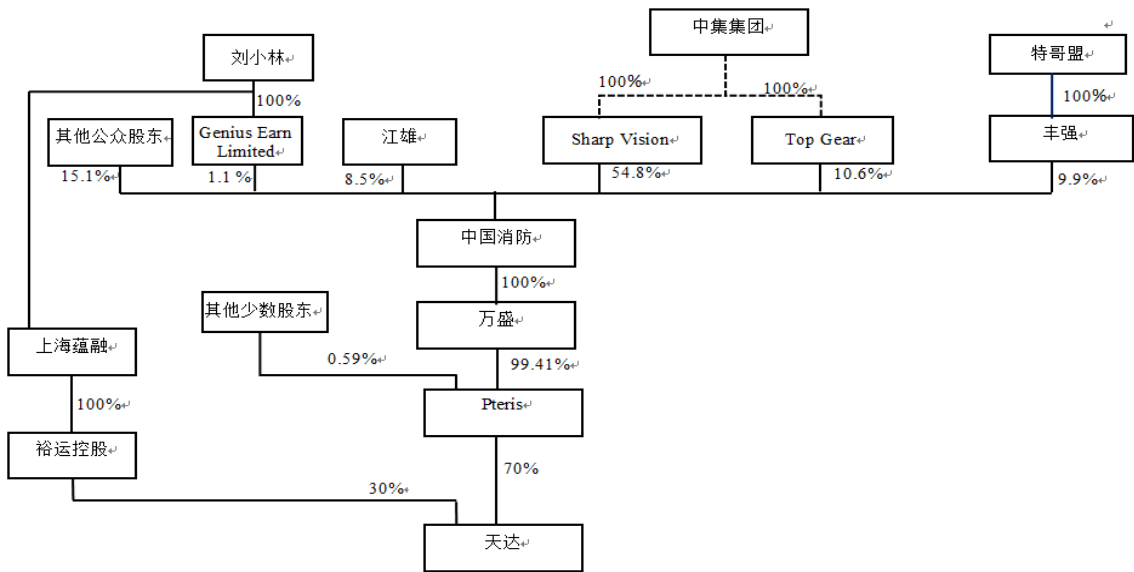 中集集团
刘小林
特哥盟
100%
100%
100%
100%
其他公众股东
Genius Earn
Limited
江雄
Sharp Vision
Top Gear
丰强
15.1%
1.1 %
8.5%
54.8%
10.6%
9.9%
中国消防
100%
其他少数股东
万盛
上海蕴融
0.59%
99.41%
100%
Pteris
裕运控股
70%
30%
天达